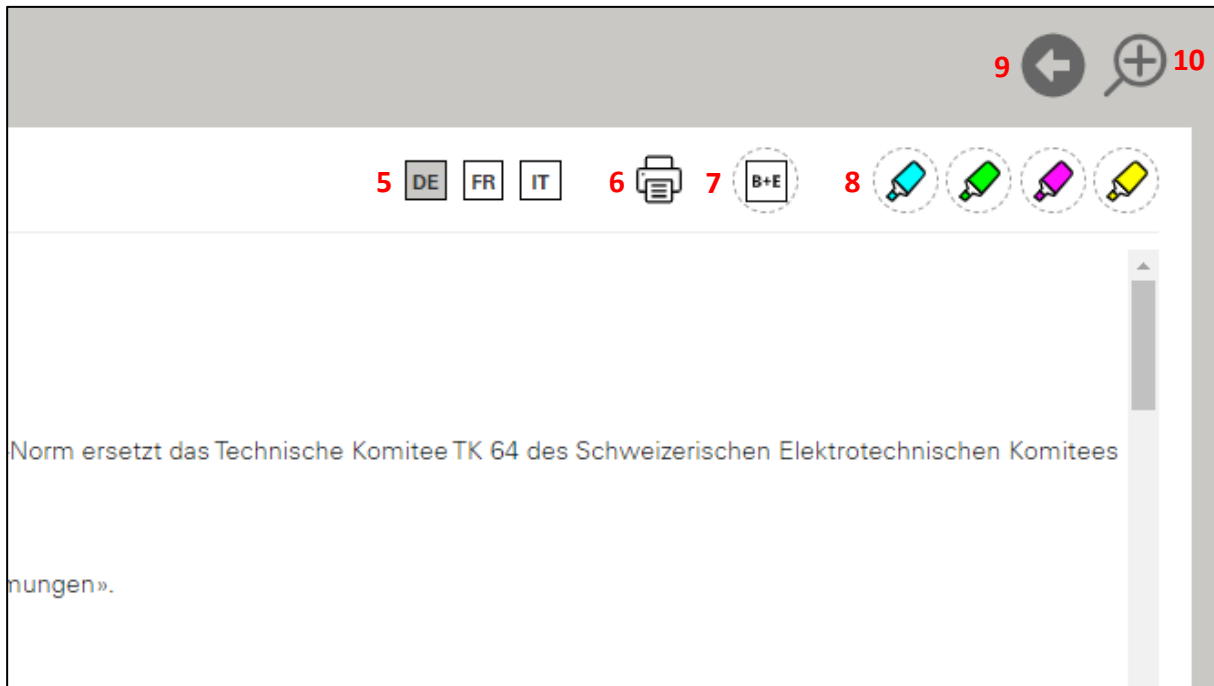 9 10
5 DE FR IT 6 7 B+E 8
Norm ersetzt das Technische Komitee TK 64 des Schweizerischen Elektrotechnischen Komitees
mungen».